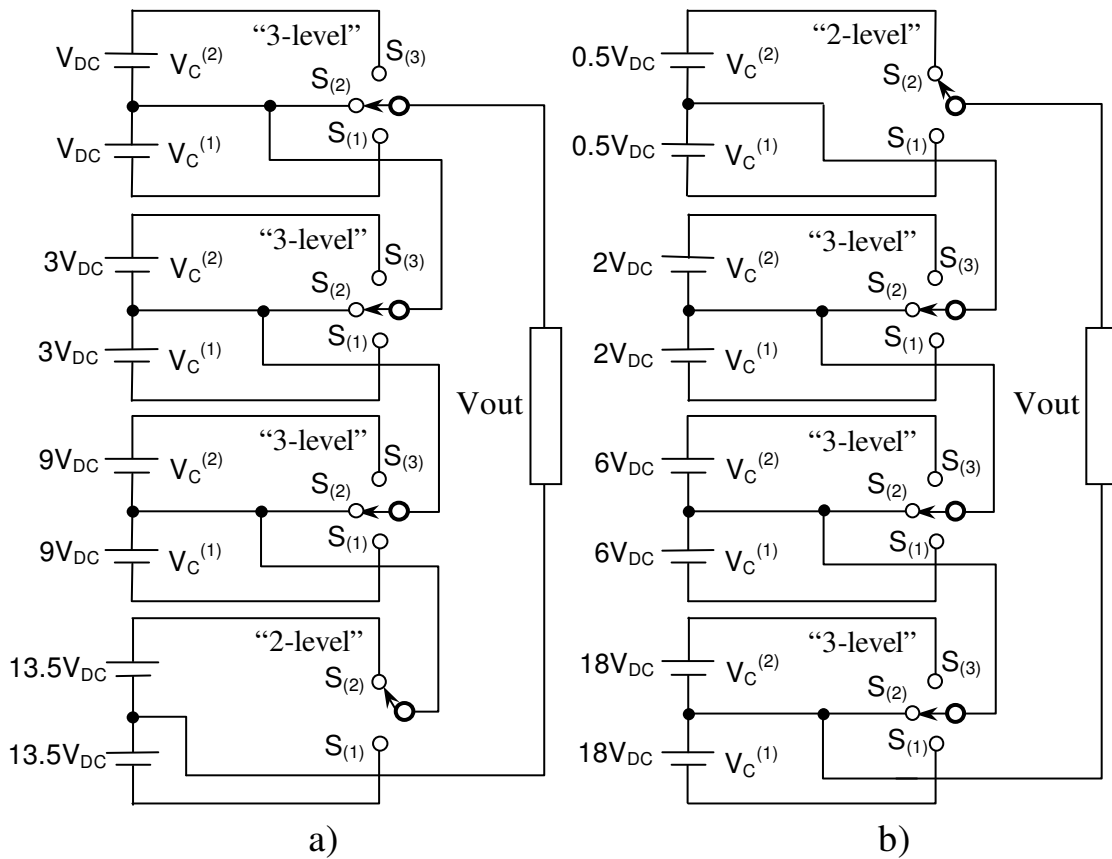 V_DC V_C^(2) "3-level" S_(3)
S_(2)
V_DC V_C^(1) S_(1)
3V_DC V_C^(2) "3-level" S_(3)
S_(2)
3V_DC V_C^(1) S_(1)
9V_DC V_C^(2) "3-level" S_(3)
S_(2)
9V_DC V_C^(1) S_(1)
13.5V_DC "2-level"
S_(2)
13.5V_DC S_(1)
Vout
a)
0.5V_DC V_C^(2) "2-level"
S_(2)
0.5V_DC V_C^(1) S_(1)
2V_DC V_C^(2) "3-level" S_(3)
S_(2)
2V_DC V_C^(1) S_(1)
6V_DC V_C^(2) "3-level" S_(3)
S_(2)
6V_DC V_C^(1) S_(1)
18V_DC V_C^(2) "3-level" S_(3)
S_(2)
18V_DC V_C^(1) S_(1)
Vout
b)